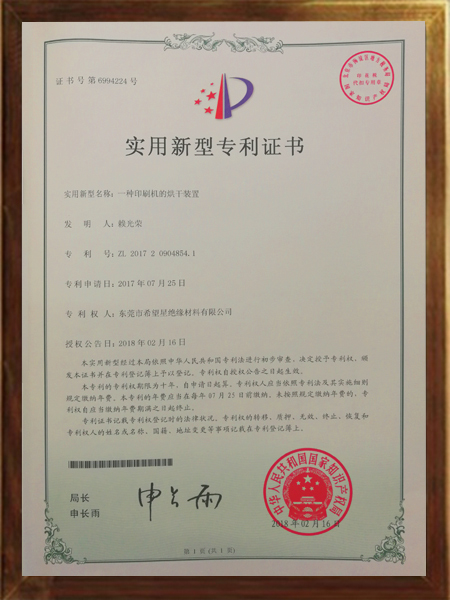 证书号第6994224号
实用新型专利证书
实用新型名称：一种印刷机的烘干装置
发 明 人：赖光荣
专 利 号：ZL 2017 2 0904854.1
专利申请日：2017年07月25日
专 利 权 人：东莞市希望星绝缘材料有限公司
授权公告日：2018年02月16日
本实用新型经过本局依照中华人民共和国专利法进行初步审查，决定授予专利权，颁
发本证书并在专利登记簿上予以登记。专利权自授权公告之日起生效。
本专利的专利权期限为十年，自申请日起算。专利权人应当依照专利法及其实施细则
规定缴纳年费。本专利的年费应当在每年07月25日前缴纳。未按照规定缴纳年费的，专
利权自应当缴纳年费期满之日起终止。
专利证书记载专利权登记时的法律状况。专利权的转移、质押、无效、终止、恢复和
专利权人的姓名或名称、国籍、地址变更等事项记载在专利登记簿上。
局长
申长雨
申长雨
中华人民共和国国家知识产权局
2018年02月16日
第1页(共1页)